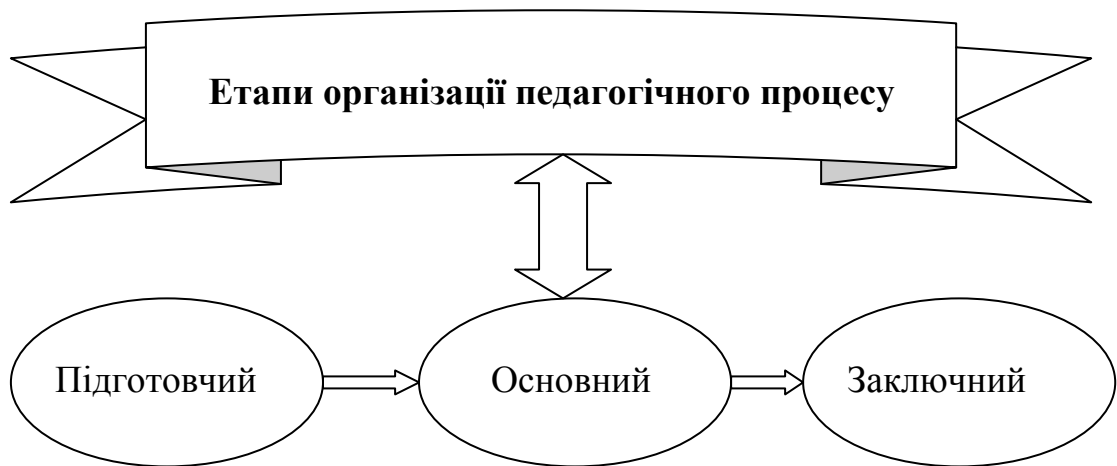 Етапи організації педагогічного процесу
Підготовчий
Основний
Заключний